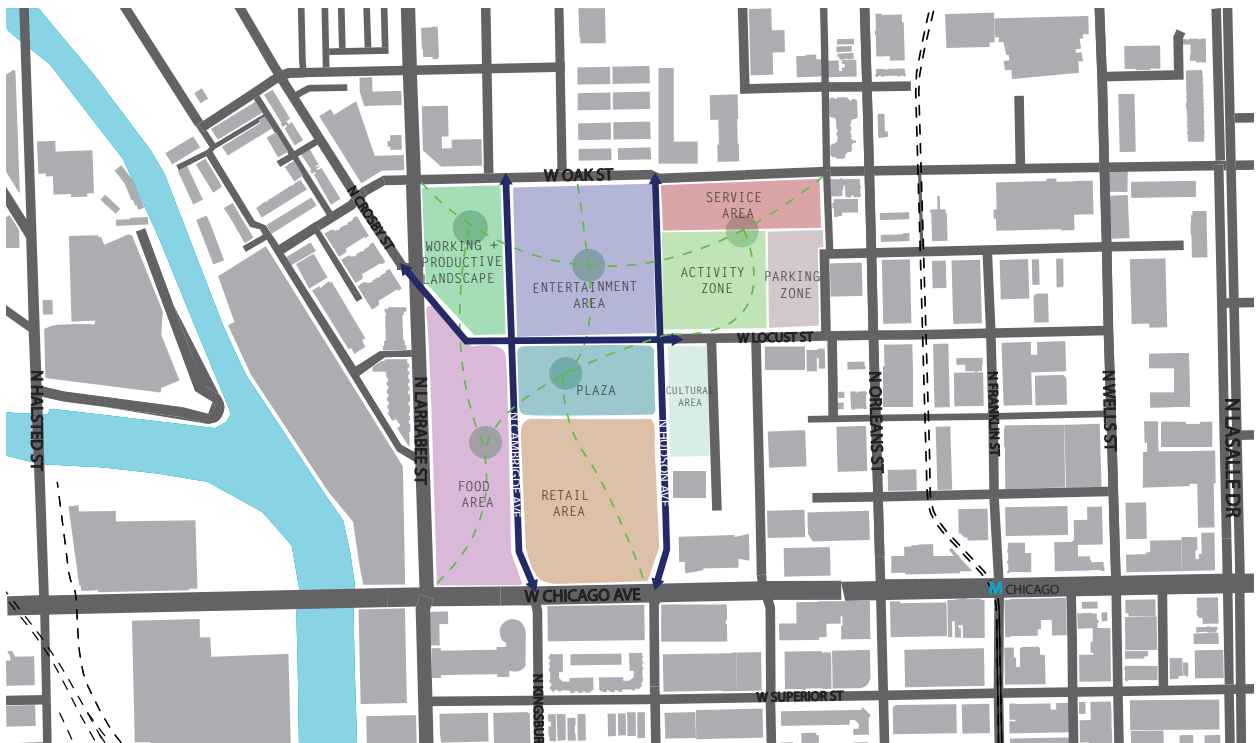 W OAK ST
SERVICE
AREA
N CROSBY ST
WORKING +
PRODUCTIVE
LANDSCAPE
ENTERTAINMENT
AREA
ACTIVITY
ZONE
PARKING
ZONE
W LOCUST ST
N HALSTED ST
N LARRABEE ST
PLAZA
CULTURAL
AREA
N ORLEANS ST
N FRANKLIN ST
N WELLS ST
N LASALLE DR
N CAMBRIDGE AVE
N HUDSON AVE
FOOD
AREA
RETAIL
AREA
W CHICAGO AVE
M CHICAGO
N KINGSBUR
W SUPERIOR ST